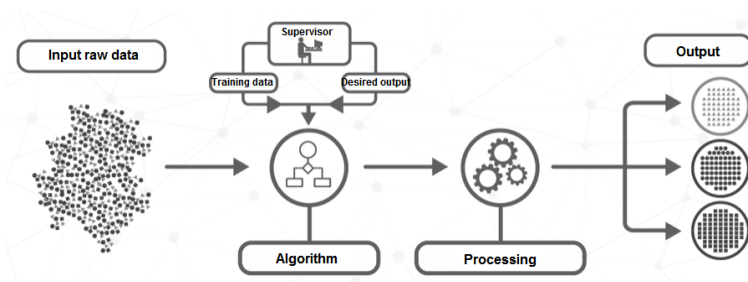 Supervisor
Input raw data
Output
Training data
Desired output
Algorithm
Processing